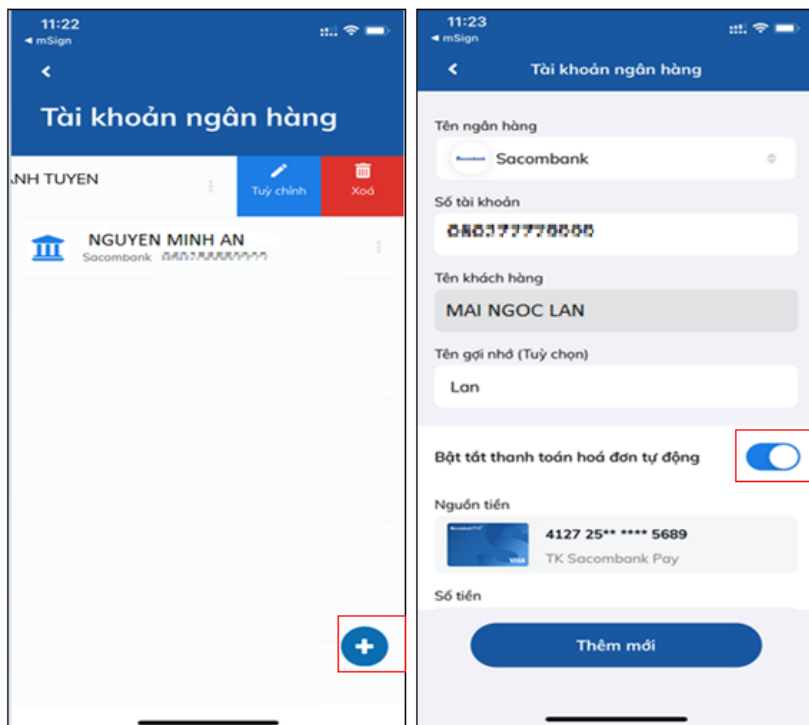 11:22
mSign
Tài khoản ngân hàng
ANH TUYEN
Tuỳ chỉnh
Xoá
NGUYEN MINH AN
Sacombank
11:23
mSign
Tài khoản ngân hàng
Tên ngân hàng
Sacombank
Số tài khoản
Tên khách hàng
MAI NGOC LAN
Tên gợi nhớ (Tuỳ chọn)
Lan
Bật tắt thanh toán hoá đơn tự động
Nguồn tiền
4127 25** **** 5689
VISA
TK Sacombank Pay
Số tiền
Thêm mới